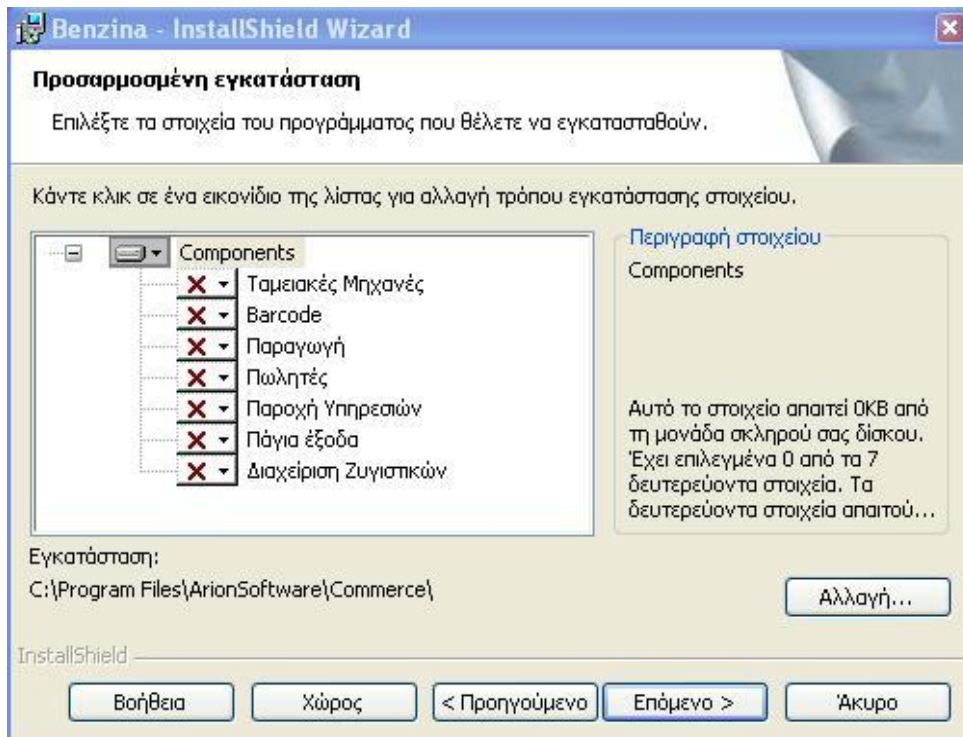 Benzina - InstallShield Wizard
Προσαρμοσμένη εγκατάσταση
Επιλέξτε τα στοιχεία του προγράμματος που θέλετε να εγκατασταθούν.
Κάντε κλικ σε ένα εικονίδιο της λίστας για αλλαγή τρόπου εγκατάστασης στοιχείου.
Components
Ταμειακές Μηχανές
Barcode
Παραγωγή
Πωλητές
Παροχή Υπηρεσιών
Πάγια έξοδα
Διαχείριση Ζυγιστικών
Περιγραφή στοιχείου
Components
Αυτό το στοιχείο απαιτεί 0KB από
τη μονάδα σκληρού σας δίσκου.
Έχει επιλεγμένα 0 από τα 7
δευτερεύοντα στοιχεία. Τα
δευτερεύοντα στοιχεία απαιτού...
Εγκατάσταση:
C:\Program Files\ArionSoftware\Commerce\
Αλλαγή...
InstallShield
Βοήθεια
Χώρος
< Προηγούμενο
Επόμενο >
Άκυρο